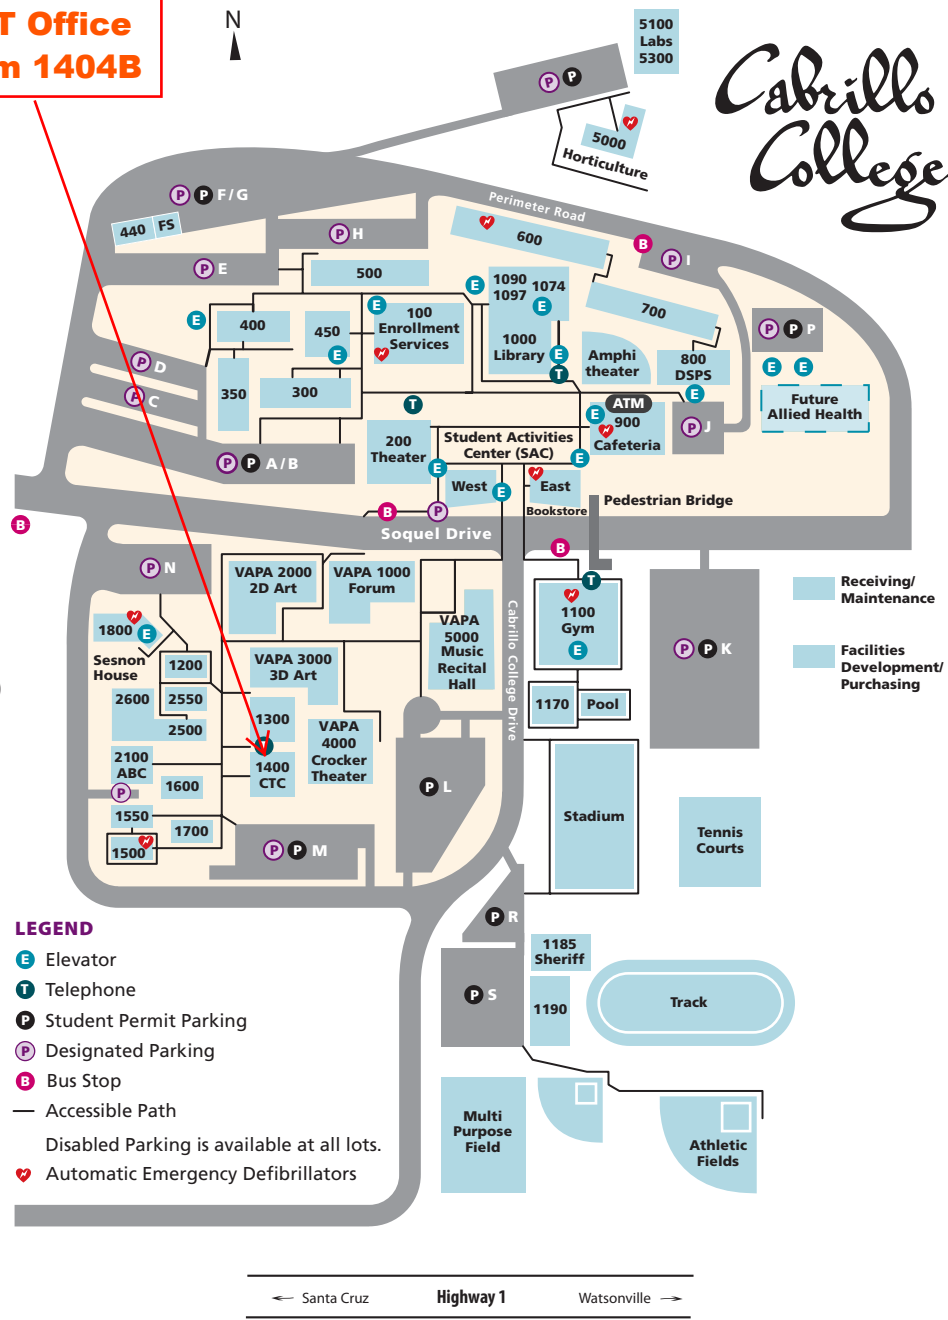 T Office
m 1404B
N
Cabrillo
College
5100
Labs
5300
P P
5000
Horticulture
Perimeter Road
P P F/G
440 FS
P H
P E
600
B
P I
500
E
1090
1097
1074
E
700
E
400
450
E
E
100
Enrollment
Services
1000
Library
E
T
Amphi
theater
800
DSPS
E
P P P
E E
Future
Allied Health
P D
P C
350
300
T
ATM
E
900
Cafeteria
P J
200
Theater
Student Activities
Center (SAC)
E
E
P P A/B
West
E
East
Bookstore
Pedestrian Bridge
B
P
B
Soquel Drive
B
P N
VAPA 2000
2D Art
VAPA 1000
Forum
T
1100
Gym
E
Receiving/
Maintenance
1800
E
Sesnon
House
1200
VAPA
5000
Music
Recital
Hall
Cabrillo College Drive
P P K
Facilities
Development/
Purchasing
VAPA 3000
3D Art
2600
2550
2500
1300
1170
Pool
VAPA
4000
Crocker
Theater
2100
ABC
1400
CTC
P
1600
P L
1550
1700
1500
P P M
Stadium
Tennis
Courts
P R
1185
Sheriff
P S
1190
Track
LEGEND
E Elevator
T Telephone
P Student Permit Parking
P Designated Parking
B Bus Stop
Accessible Path
Disabled Parking is available at all lots.
Automatic Emergency Defibrillators
Multi
Purpose
Field
Athletic
Fields
← Santa Cruz Highway 1 Watsonville →